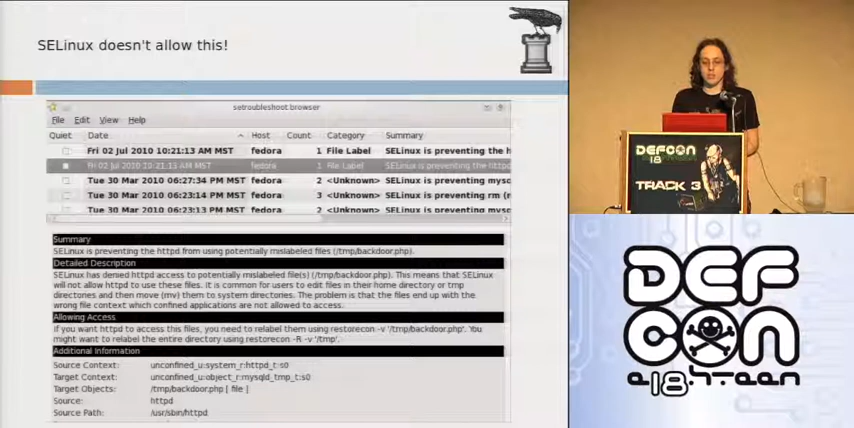 SELinux doesn't allow this!
setroubleshoot browser
File Edit View Help
Quiet Date Host Count Category Summary
Fri 02 Jul 2010 10:21:13 AM MST fedora 1 File Label SELinux is preventing the h
Fri 02 Jul 2010 10:21:13 AM MST fedora 1 File Label SELinux is preventing the httpd
Tue 30 Mar 2010 06:27:34 PM MST fedora 2 <Unknown> SELinux is preventing mysq
Tue 30 Mar 2010 06:23:14 PM MST fedora 3 <Unknown> SELinux is preventing rm (r
Tue 30 Mar 2010 06:23:13 PM MST fedora 2 <Unknown> SELinux is preventing mysq
Summary
SELinux is preventing the httpd from using potentially mislabeled files (/tmp/backdoor.php).
Detailed Description
SELinux has denied httpd access to potentially mislabeled file(s) (/tmp/backdoor.php). This means that SELinux
will not allow httpd to use these files. It is common for users to edit files in their home directory or tmp
directories and then move (mv) them to system directories. The problem is that the files end up with the
wrong file context which confined applications are not allowed to access.
Allowing Access
If you want httpd to access this files, you need to relabel them using restorecon -v '/tmp/backdoor.php'. You
might want to relabel the entire directory using restorecon -R -v '/tmp'.
Additional Information
Source Context: unconfined_u:system_r:httpd_t:s0
Target Context: unconfined_u:object_r:mysqld_tmp_t:s0
Target Objects: /tmp/backdoor.php [ file ]
Source: httpd
Source Path: /usr/sbin/httpd
DEFCON
18
TRACK 3
DEF
CON
e18hteen